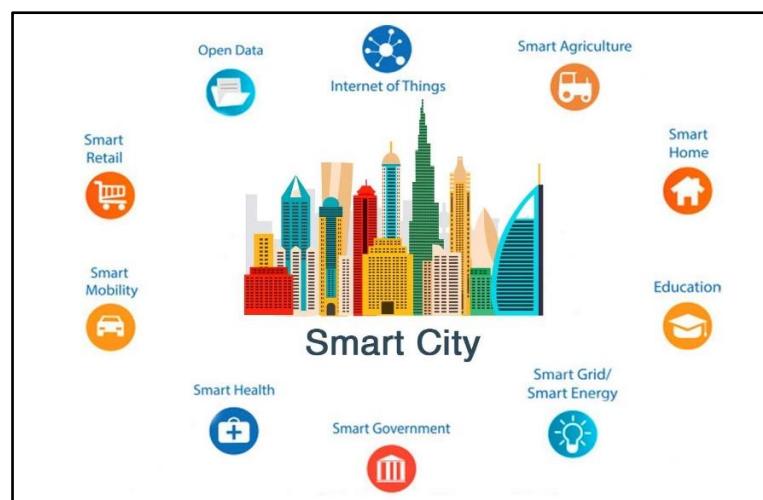 Internet of Things
Open Data
Smart Agriculture
Smart
Retail
Smart
Home
Smart
Mobility
Education
Smart City
Smart Health
Smart Grid/
Smart Energy
Smart Government